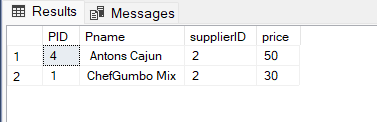 Results Messages
PID Pname supplierID price
1 4 Antons Cajun 2 50
2 1 ChefGumbo Mix 2 30